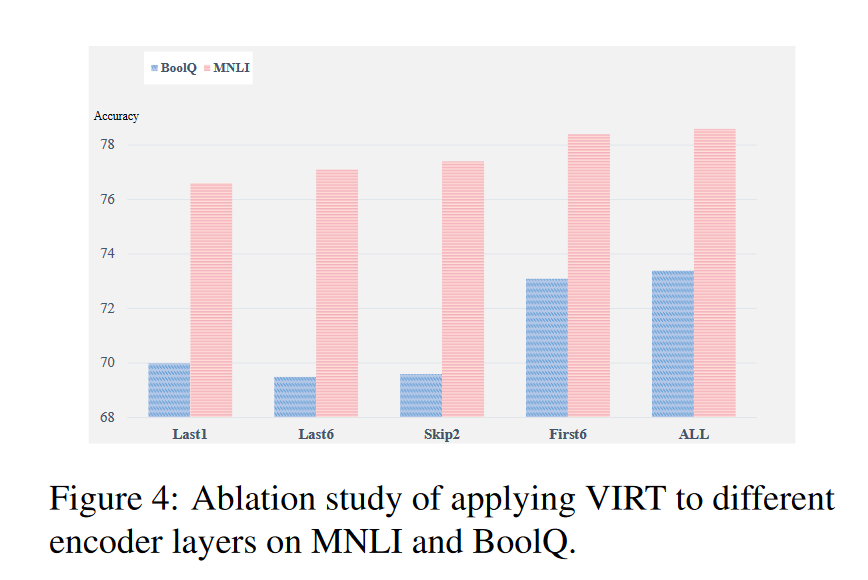 BoolQ MNLI
Accuracy
78
76
74
72
70
68
Last1 Last6 Skip2 First6 ALL
Figure 4: Ablation study of applying VIRT to different
encoder layers on MNLI and BoolQ.